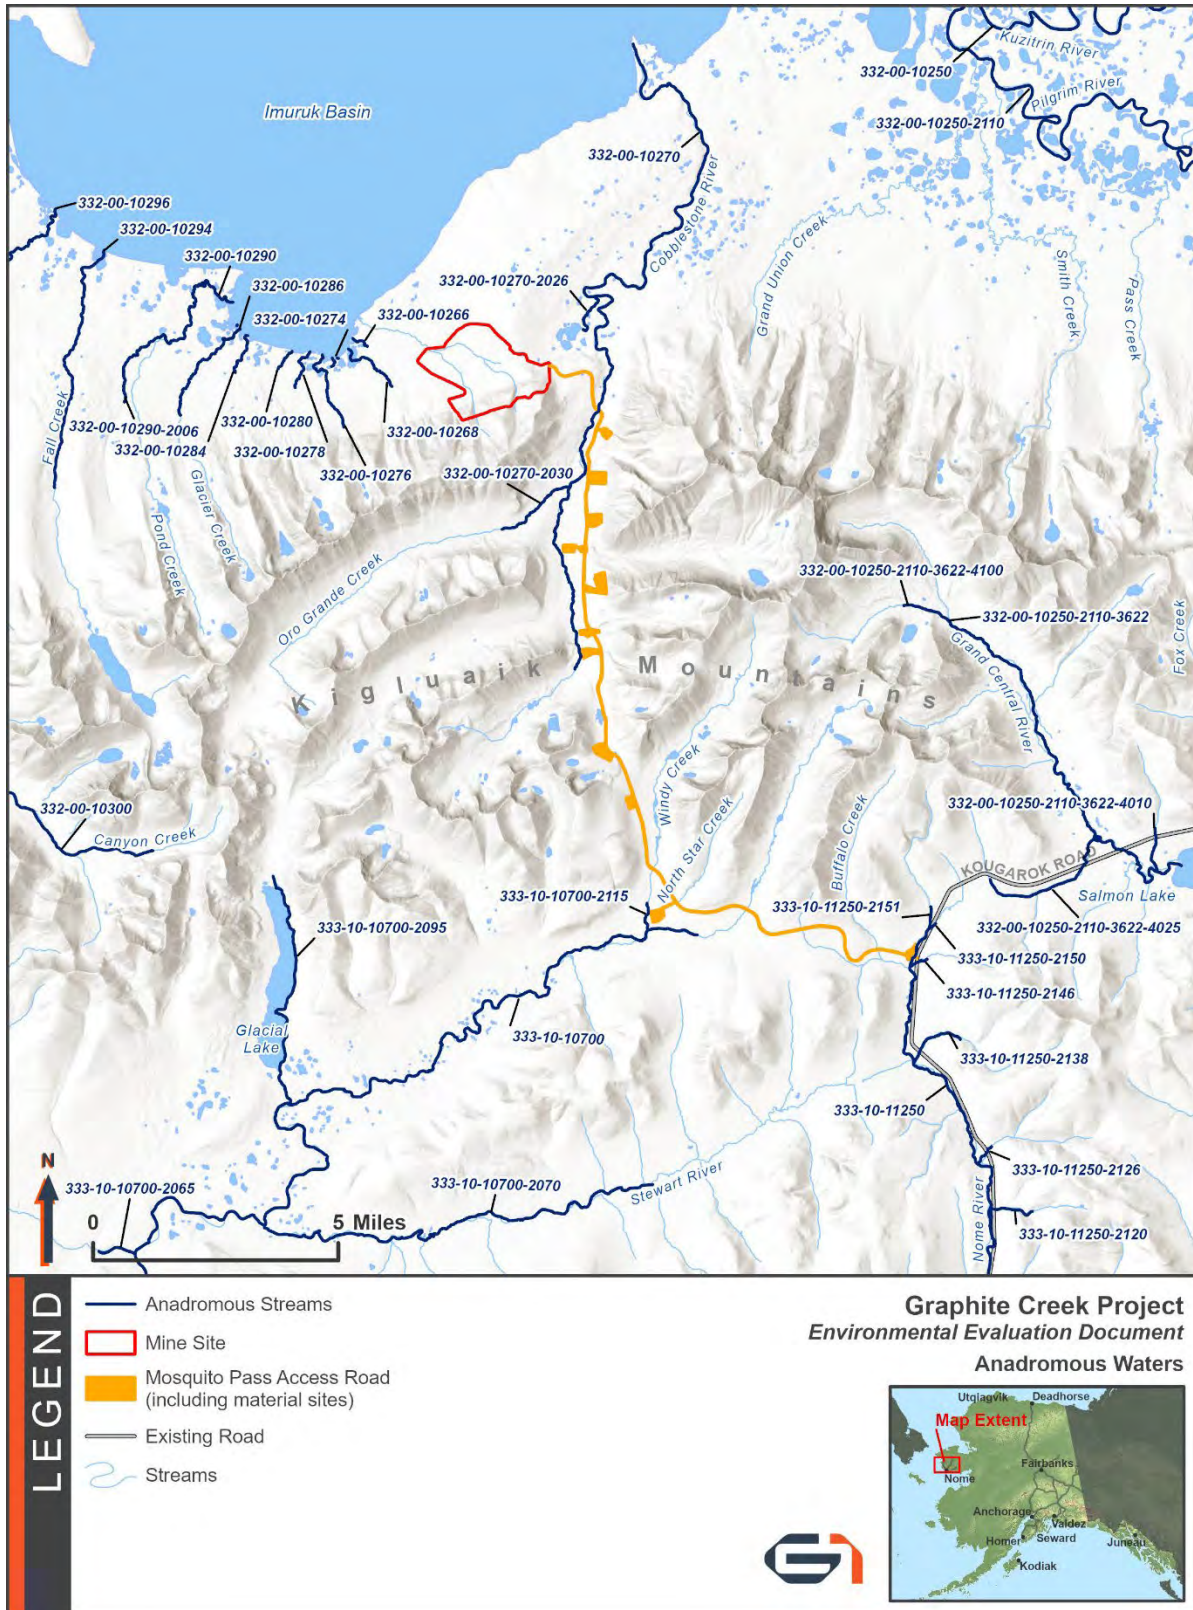 Kuzitrin River
332-00-10250
Pilgrim River
332-00-10250-2110
Imuruk Basin
332-00-10270
Cobblestone River
332-00-10296
332-00-10294
332-00-10290
332-00-10286
332-00-10274
332-00-10266
332-00-10270-2026
Grand Union Creek
Smith Creek
Pass Creek
Fall Creek
332-00-10290-2006
332-00-10284
332-00-10280
332-00-10278
332-00-10276
332-00-10268
332-00-10270-2030
Pond Creek
Glacier Creek
Oro Grande Creek
332-00-10250-2110-3622-4100
332-00-10250-2110-3622
Fox Creek
Grand Central River
Kigluaik Mountains
Windy Creek
North Star Creek
Buffalo Creek
332-00-10300
Canyon Creek
332-00-10250-2110-3622-4010
KOUGAROK ROAD
Salmon Lake
333-10-10700-2115
333-10-11250-2151
332-00-10250-2110-3622-4025
333-10-10700-2095
333-10-11250-2150
333-10-11250-2146
Glacial
Lake
333-10-10700
333-10-11250-2138
333-10-11250
333-10-11250-2126
N
333-10-10700-2065
333-10-10700-2070
Stewart River
Nome River
333-10-11250-2120
0
5 Miles
LEGEND
Anadromous Streams
Mine Site
Mosquito Pass Access Road
(including material sites)
Existing Road
Streams
Graphite Creek Project
Environmental Evaluation Document
Anadromous Waters
Utqiagvik
Deadhorse
Map Extent
Nome
Fairbanks
Anchorage
Valdez
Homer
Seward
Juneau
Kodiak
G1